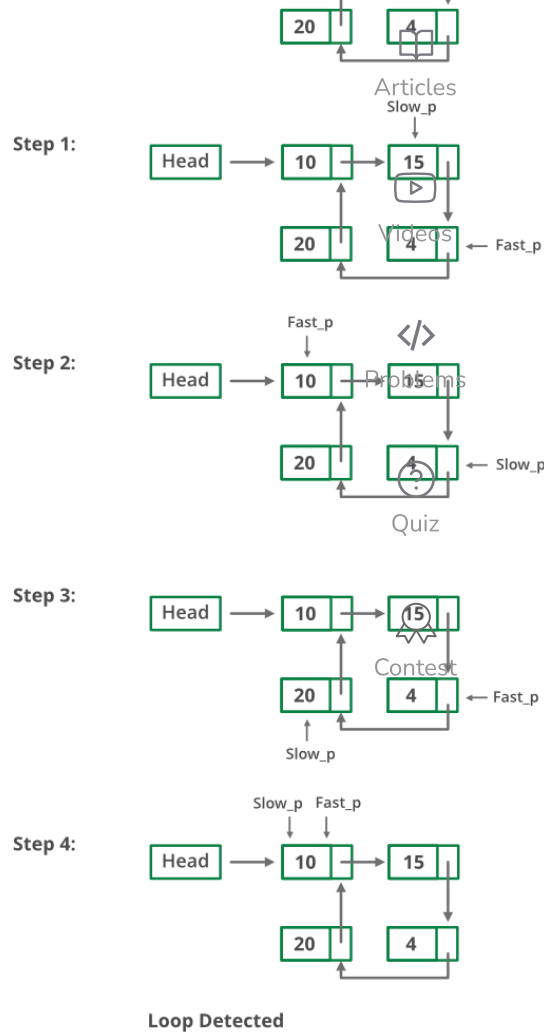 20 4
Articles
Slow_p
Step 1:
Head 10 15
Videos
20 4 Fast_p
Fast_p
Step 2:
Head 10 15
Problems
20 4 Slow_p
?
Quiz
Step 3:
Head 10 15
Contest
20 4 Fast_p
Slow_p
Slow_p Fast_p
Step 4:
Head 10 15
20 4
Loop Detected